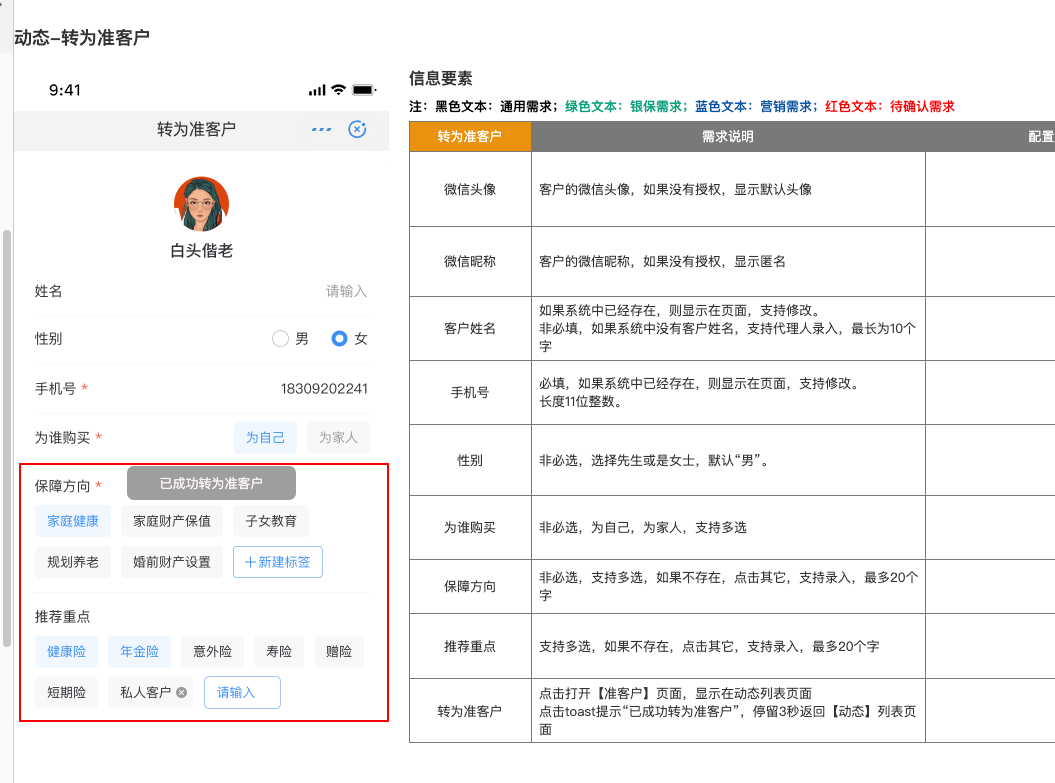 动态-转为准客户
9:41
转为准客户
白头偕老
姓名
请输入
性别
男
女
手机号 *
18309202241
为谁购买 *
为自己
为家人
保障方向 *
已成功转为准客户
家庭健康
家庭财产保值
子女教育
规划养老
婚前财产设置
+新建标签
推荐重点
健康险
年金险
意外险
寿险
赠险
短期险
私人客户
请输入
信息要素
注：黑色文本：通用需求；绿色文本：银保需求；蓝色文本：营销需求；红色文本：待确认需求
转为准客户
需求说明
配置
微信头像
客户的微信头像，如果没有授权，显示默认头像
微信昵称
客户的微信昵称，如果没有授权，显示匿名
客户姓名
如果系统中已经存在，则显示在页面，支持修改。
非必填，如果系统中没有客户姓名，支持代理人录入，最长为10个
字
手机号
必填，如果系统中已经存在，则显示在页面，支持修改。
长度11位整数。
性别
非必选，选择先生或是女士，默认“男”。
为谁购买
非必选，为自己，为家人，支持多选
保障方向
非必选，支持多选，如果不存在，点击其它，支持录入，最多20个
字
推荐重点
支持多选，如果不存在，点击其它，支持录入，最多20个字
转为准客户
点击打开【准客户】页面，显示在动态列表页面
点击toast提示“已成功转为准客户”，停留3秒返回【动态】列表页
面